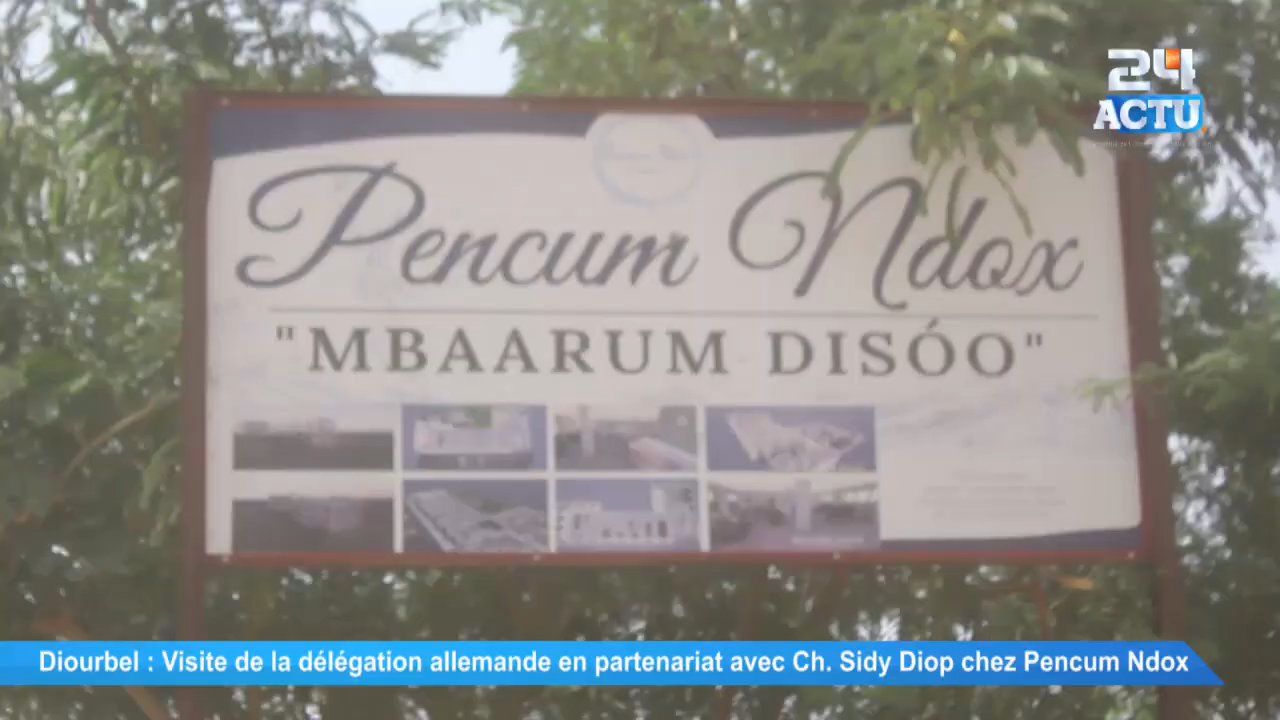 24
ACTU
Pencum Ndox
"MBAARUM DISÓO"
Diourbel : Visite de la délégation allemande en partenariat avec Ch. Sidy Diop chez Pencum Ndox